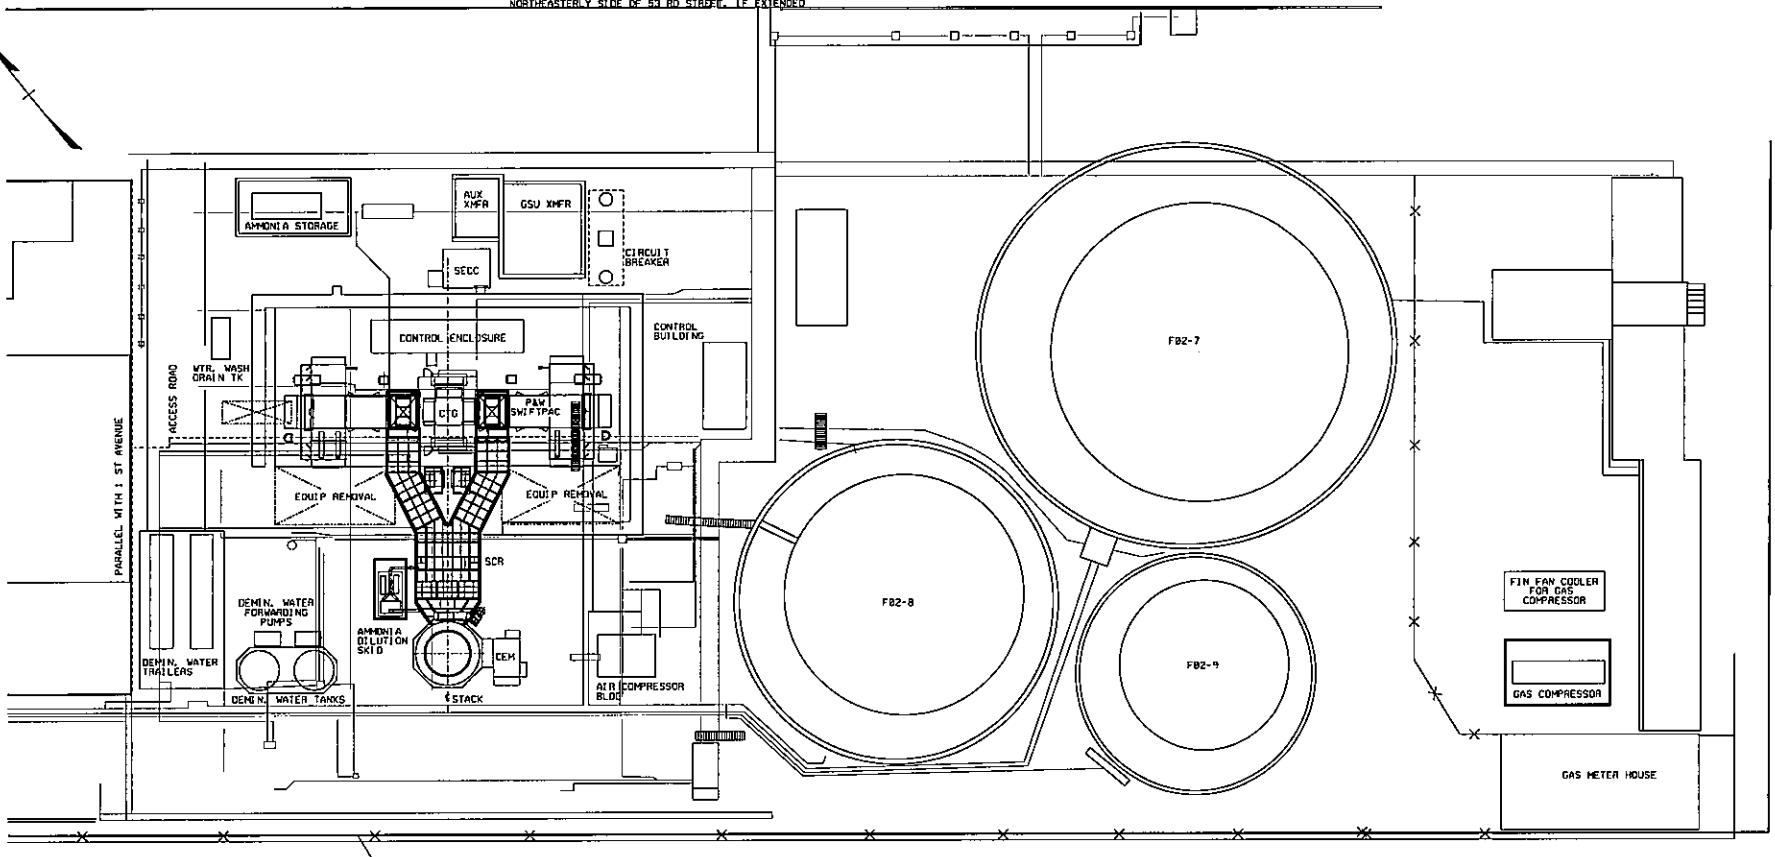 NORTHEASTERLY SIDE OF 53 RD STREET, IF EXTENDED
AMMONIA STORAGE
AUX
XMFR
GSU XMFR
CIRCUIT
BREAKER
SECC
CONTROL ENCLOSURE
CONTROL
BUILDING
WTR. WASH
DRAIN TK
ACCESS ROAD
PARALLEL WITH 1 ST AVENUE
CTG
P&W
SWIFTPAC
C
D
EQUIP REMOVAL
EQUIP REMOVAL
SCR
DEMIN. WATER
FORWARDING
PUMPS
AMMONIA
DILUTION
SKID
CEM
DEMIN. WATER
TRAILERS
DEMIN. WATER TANKS
STACK
AIR COMPRESSOR
BLDG
F02-7
F02-8
F02-9
FIN FAN COOLER
FOR GAS
COMPRESSOR
GAS COMPRESSOR
GAS METER HOUSE